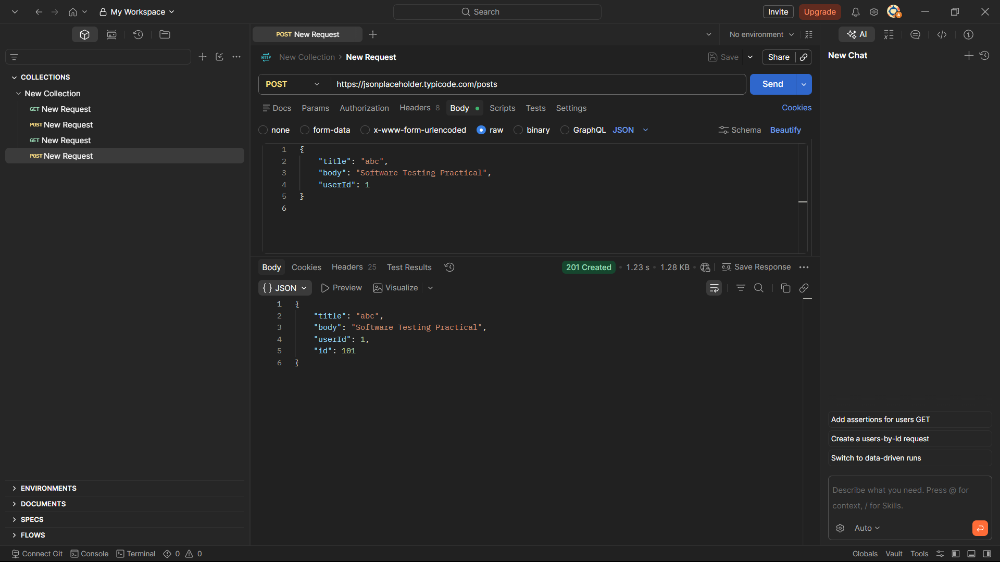 My Workspace
Search
Invite
Upgrade
POST New Request
No environment
AI
New Collection > New Request
Save
Share
New Chat
COLLECTIONS
New Collection
GET New Request
POST New Request
GET New Request
POST New Request
POST
https://jsonplaceholder.typicode.com/posts
Send
Docs
Params
Authorization
Headers 8
Body
Scripts
Tests
Settings
Cookies
none
form-data
x-www-form-urlencoded
raw
binary
GraphQL
JSON
Schema
Beautify
1 {
2 "title": "abc",
3 "body": "Software Testing Practical",
4 "userId": 1
5 }
6
Body
Cookies
Headers 25
Test Results
201 Created
1.23 s
1.28 KB
e.g. Save Response
{} JSON
Preview
Visualize
1 {
2 "title": "abc",
3 "body": "Software Testing Practical",
4 "userId": 1,
5 "id": 101
6 }
Add assertions for users GET
Create a users-by-id request
Switch to data-driven runs
Describe what you need. Press @ for
context, / for Skills.
Auto
ENVIRONMENTS
DOCUMENTS
SPECS
FLOWS
Connect Git
Console
Terminal
0
0
Globals
Vault
Tools